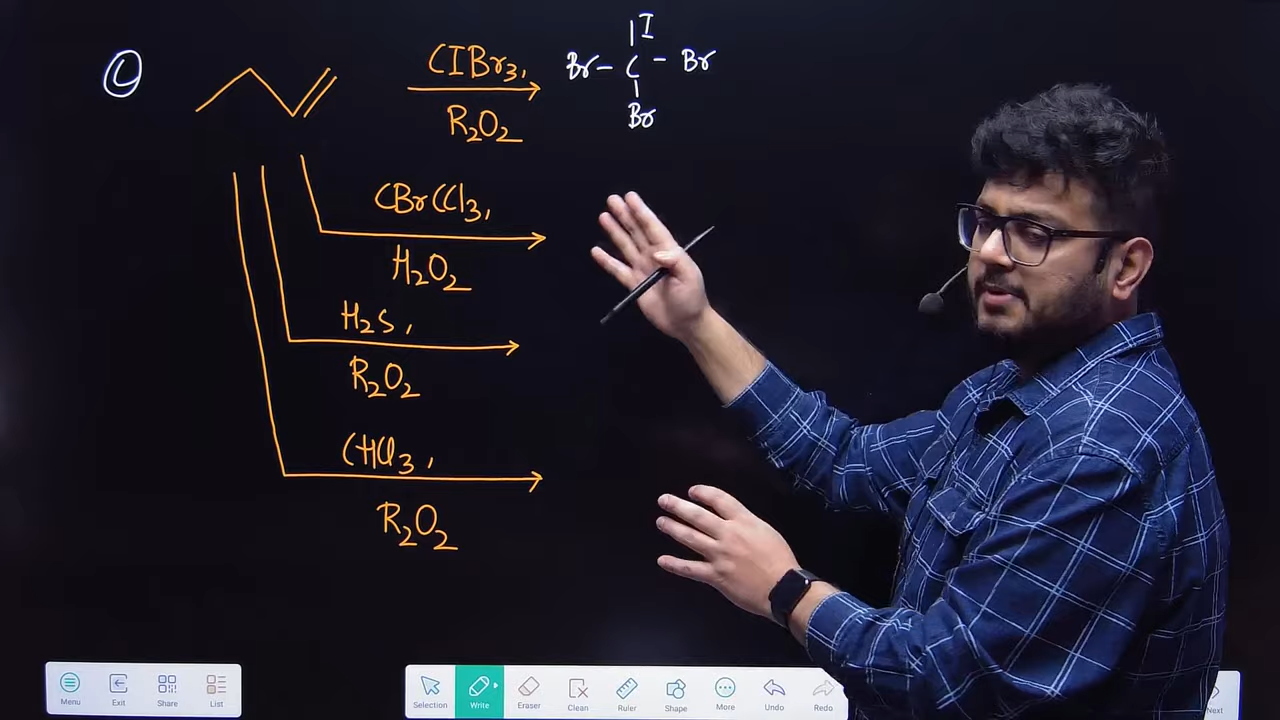 C
CIBr3,
R2O2
I
Br – C – Br
Br
CBrCCl3,
H2O2
H2S,
R2O2
CHCl3,
R2O2
Menu Exit Share List
Selection Write Eraser Clean Ruler Shape More Undo Redo
Next